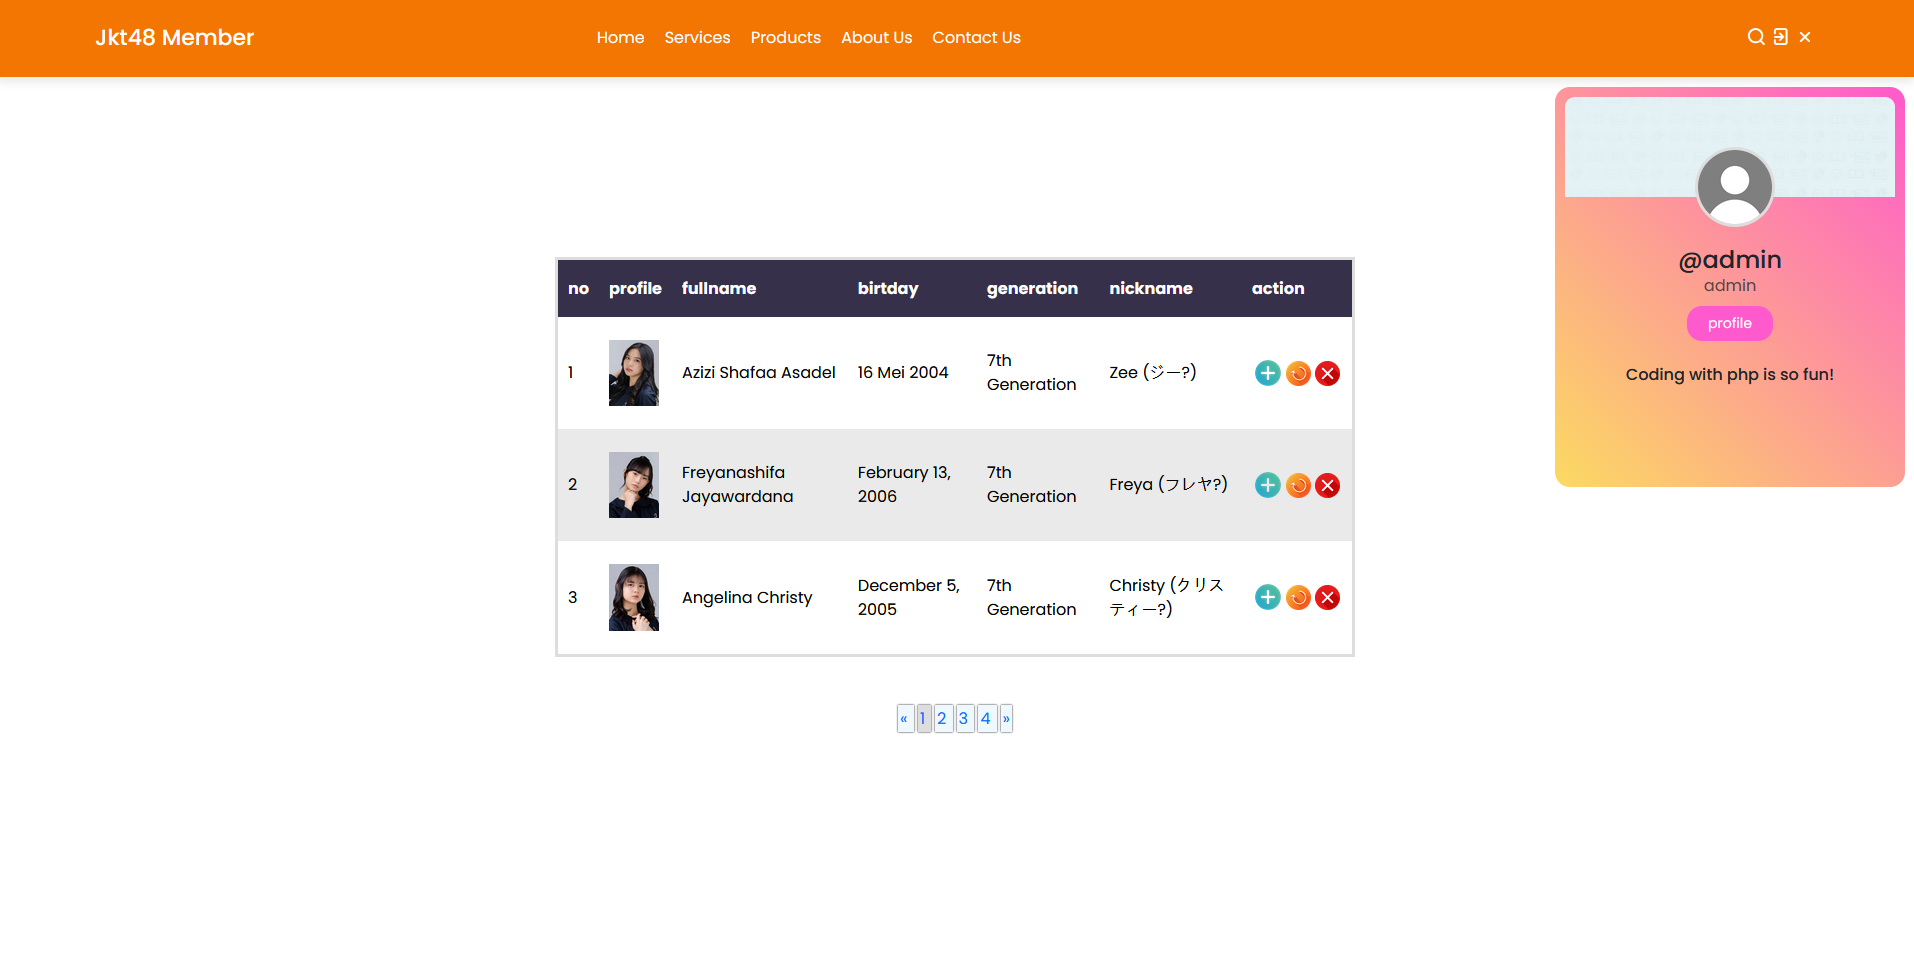 Jkt48 Member
Home Services Products About Us Contact Us
@admin
admin
profile
Coding with php is so fun!
no profile fullname birtday generation nickname action
1 Azizi Shafaa Asadel 16 Mei 2004 7th Generation Zee (ジー?)
2 Freyanashifa Jayawardana February 13, 2006 7th Generation Freya (フレヤ?)
3 Angelina Christy December 5, 2005 7th Generation Christy (クリスティー?)
« 1 2 3 4 »